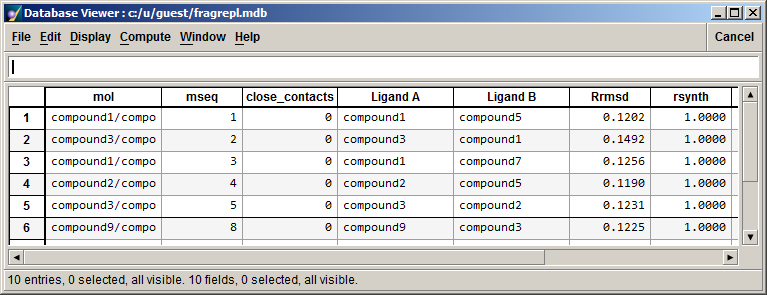 Database Viewer : c:/u/guest/fragrepl.mdb
File Edit Display Compute Window Help Cancel
mol mseq close_contacts Ligand A Ligand B Rrmsd rsynth
1 compound1/compo 1 0 compound1 compound5 0.1202 1.0000
2 compound3/compo 2 0 compound3 compound1 0.1492 1.0000
3 compound1/compo 3 0 compound1 compound7 0.1256 1.0000
4 compound2/compo 4 0 compound2 compound5 0.1190 1.0000
5 compound3/compo 5 0 compound3 compound2 0.1231 1.0000
6 compound9/compo 8 0 compound9 compound3 0.1225 1.0000
10 entries, 0 selected, all visible. 10 fields, 0 selected, all visible.